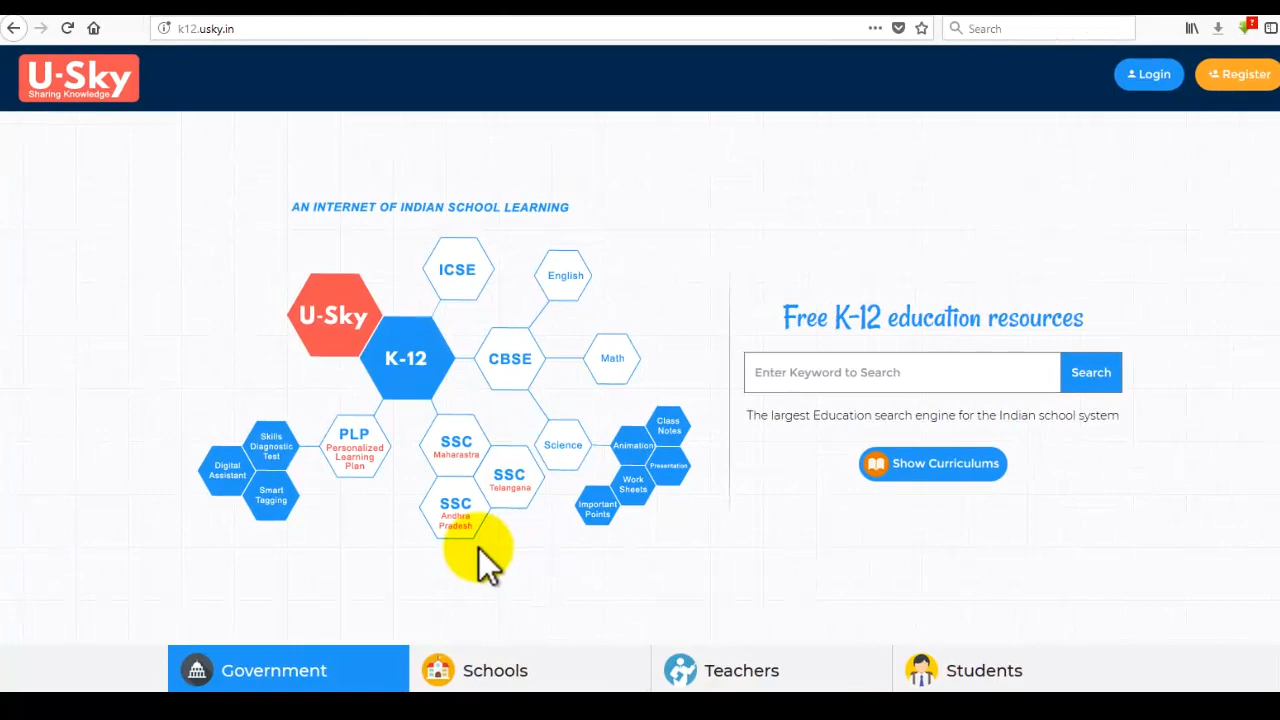 k12.usky.in
Search
U-Sky
Sharing Knowledge
Login
Register
AN INTERNET OF INDIAN SCHOOL LEARNING
ICSE
English
U-Sky
K-12
CBSE
Math
PLP
Personalized
Learning
Plan
Skills
Diagnostic
Test
Digital
Assistant
Smart
Tagging
SSC
Maharastra
SSC
Telangana
SSC
Andhra
Pradesh
Science
Class
Notes
Animation
Presentation
Work
Sheets
Important
Points
Free K-12 education resources
Enter Keyword to Search
Search
The largest Education search engine for the Indian school system
Show Curriculums
Government
Schools
Teachers
Students